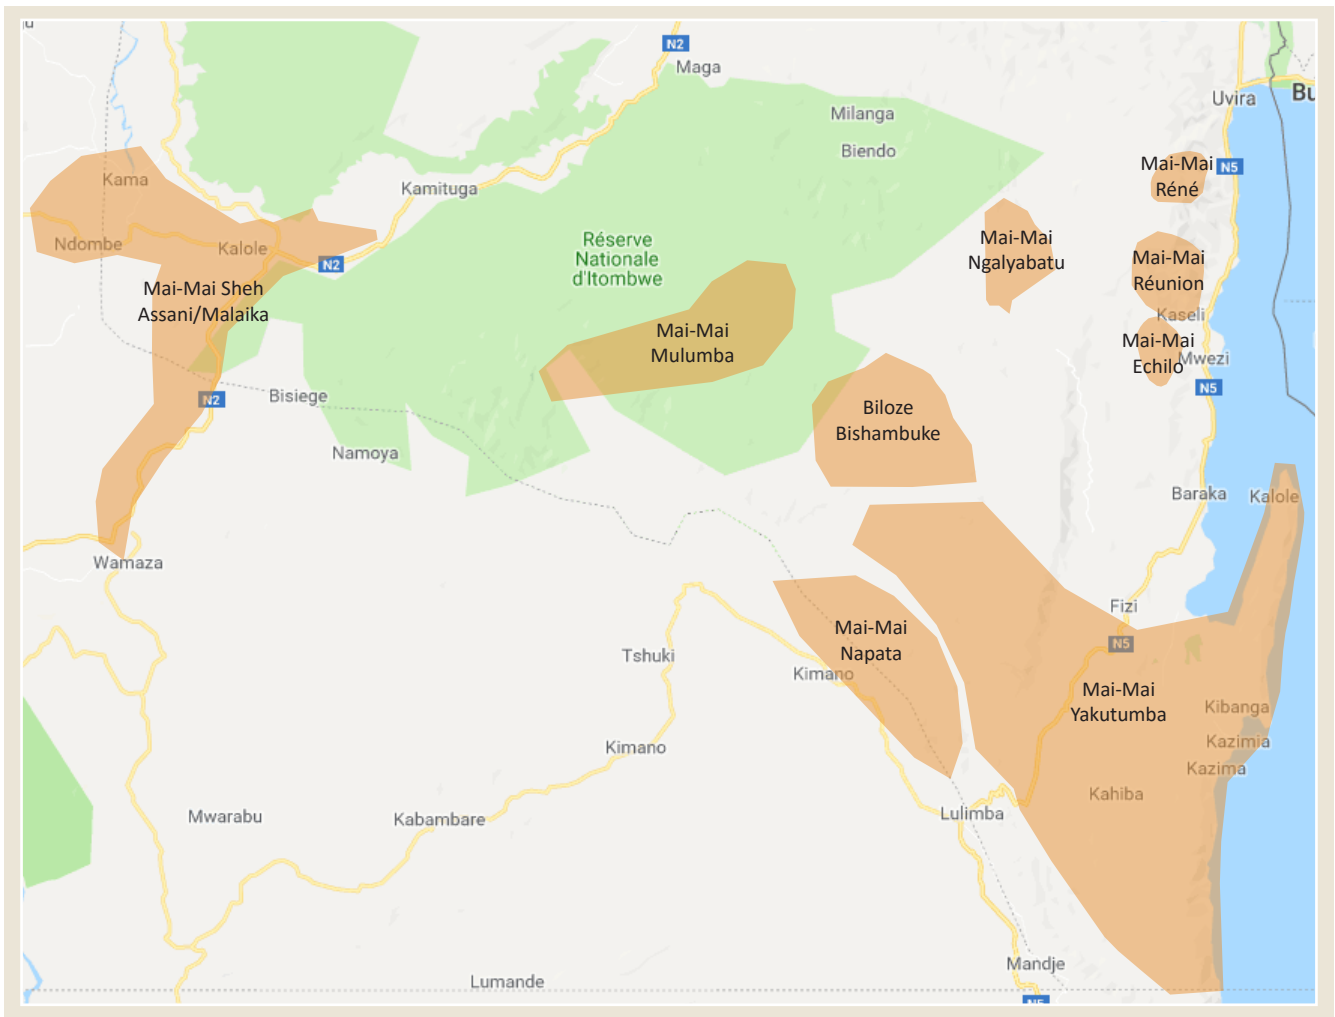 u
N2
Maga
Uvira
Bu
Milanga
Biendo
Mai-Mai
Réné
N5
Kama
Kamituga
Ndombe
Kalole
N2
Réserve
Nationale
d'Itombwe
Mai-Mai
Ngalyabatu
Mai-Mai
Réunion
Mai-Mai Sheh
Assani/Malaika
Kaseli
Mai-Mai
Mulumba
Mai-Mai
Echilo
Mwezi
N5
N2
Bisiege
Biloze
Bishambuke
Namoya
Baraka
Kalole
Wamaza
Fizi
N5
Mai-Mai
Napata
Tshuki
Kimano
Mai-Mai
Yakutumba
Kibanga
Kazimia
Kazima
Kimano
Kahiba
Mwarabu
Kabambare
Lulimba
Mandje
Lumande
N5